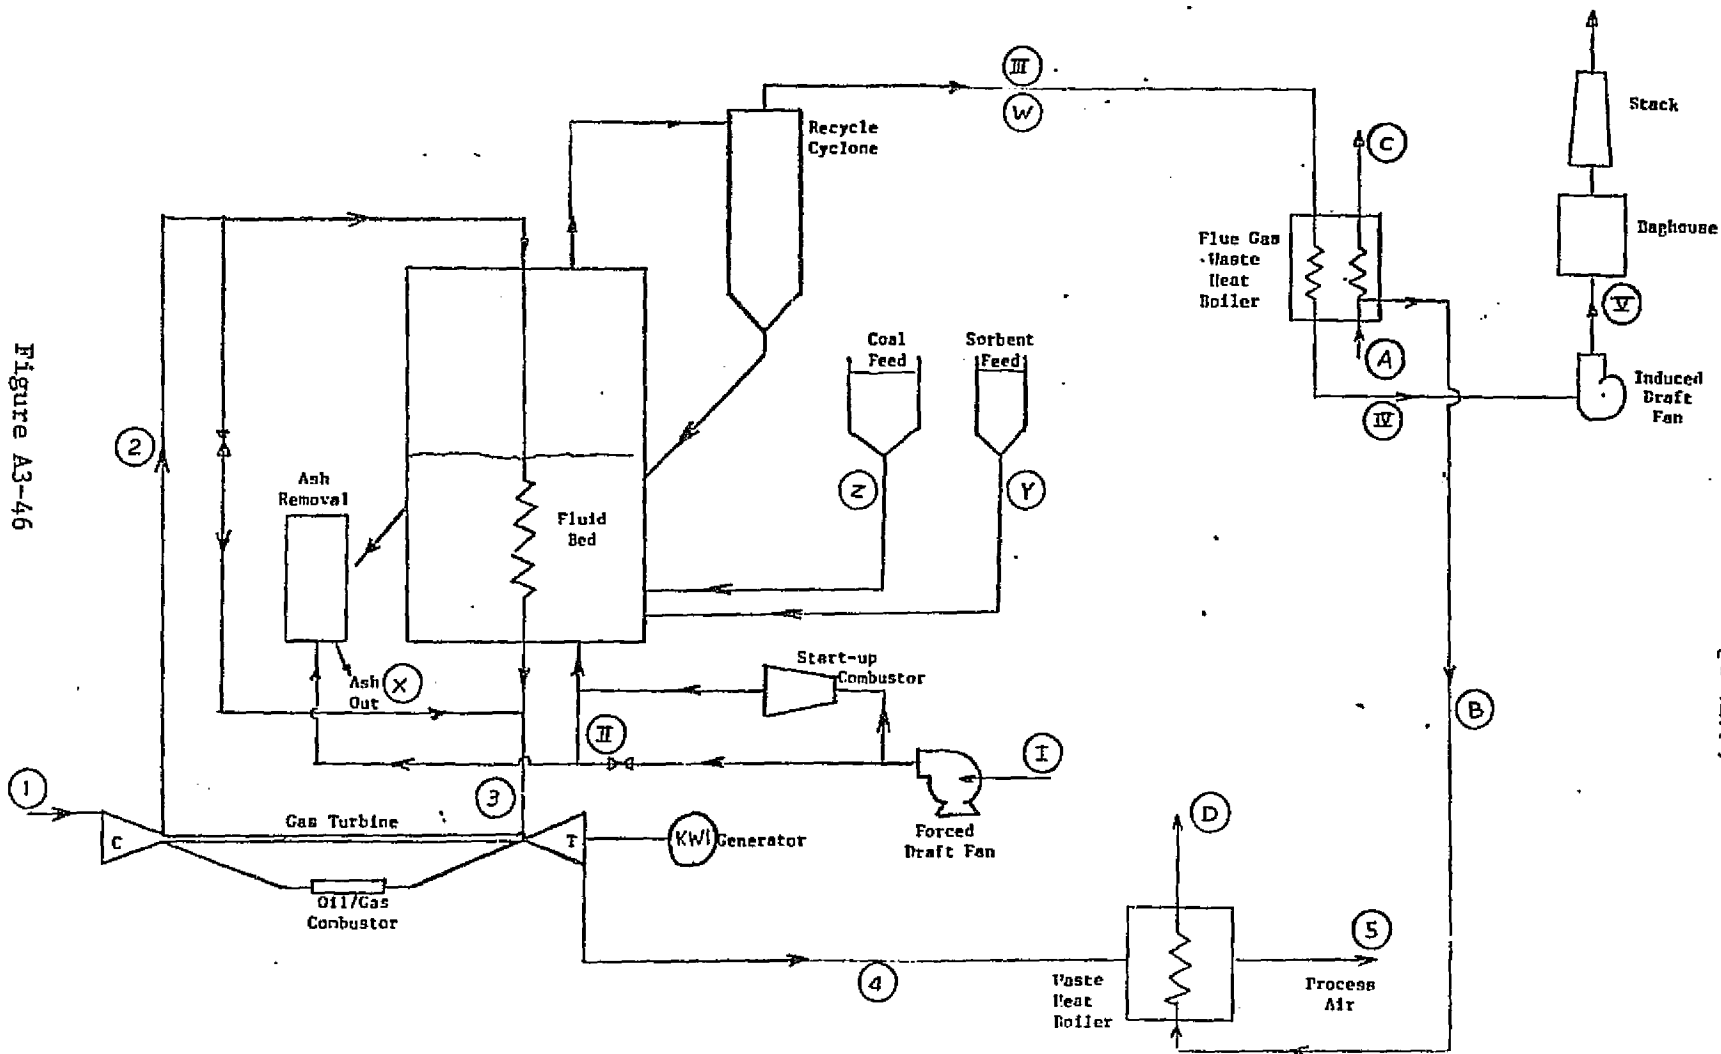 III
W
Recycle
Cyclone
C
Stack
Flue Gas
Waste
Heat
Boiler
Baghouse
V
A
IV
Induced
Draft
Fan
Coal
Feed
Sorbent
Feed
Z
Y
2
Ash
Removal
Fluid
Bed
Figure A3-46
Start-up
Combustor
Ash
Out
X
II
B
I
1
3
Gas Turbine
C
T
KW1
Generator
Forced
Draft Fan
D
Oil/Gas
Combustor
4
5
Waste
Heat
Boiler
Process
Air